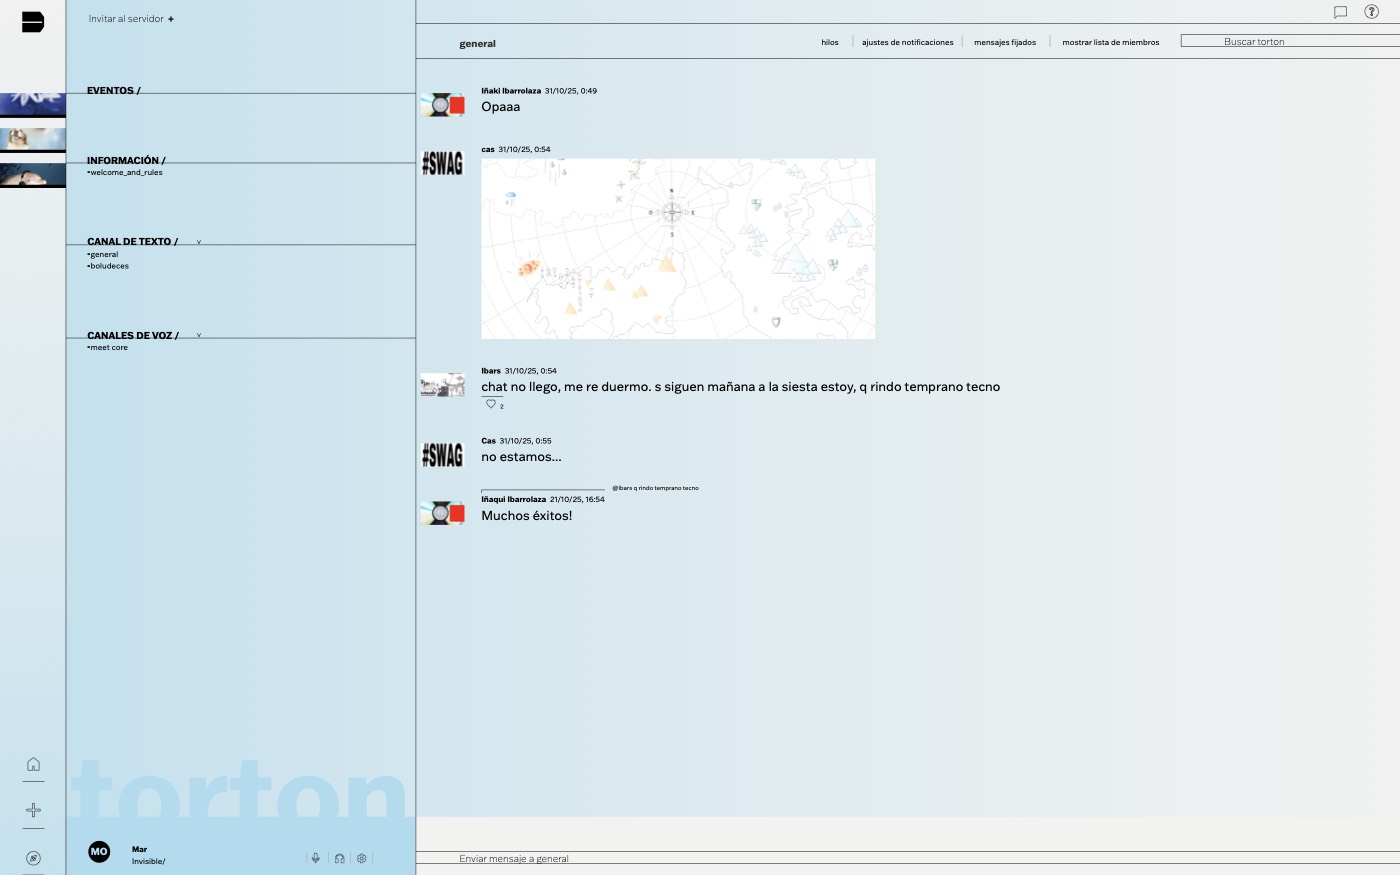 Invitar al servidor +
EVENTOS /
INFORMACIÓN /
•welcome_and_rules
CANAL DE TEXTO / v
•general
•boludeces
CANALES DE VOZ / v
•meet core
torton
MO
Mar
Invisible/
?
general
hilos
ajustes de notificaciones
mensajes fijados
mostrar lista de miembros
Buscar torton
Iñaki Ibarrolaza 31/10/25, 0:49
Opaaa
#SWAG
cas 31/10/25, 0:54
N
O E
S
Ibars 31/10/25, 0:54
chat no llego, me re duermo. s siguen mañana a la siesta estoy, q rindo temprano tecno
2
#SWAG
Cas 31/10/25, 0:55
no estamos...
@Ibars q rindo temprano tecno
Iñaqui Ibarrolaza 21/10/25, 16:54
Muchos éxitos!
Enviar mensaje a general